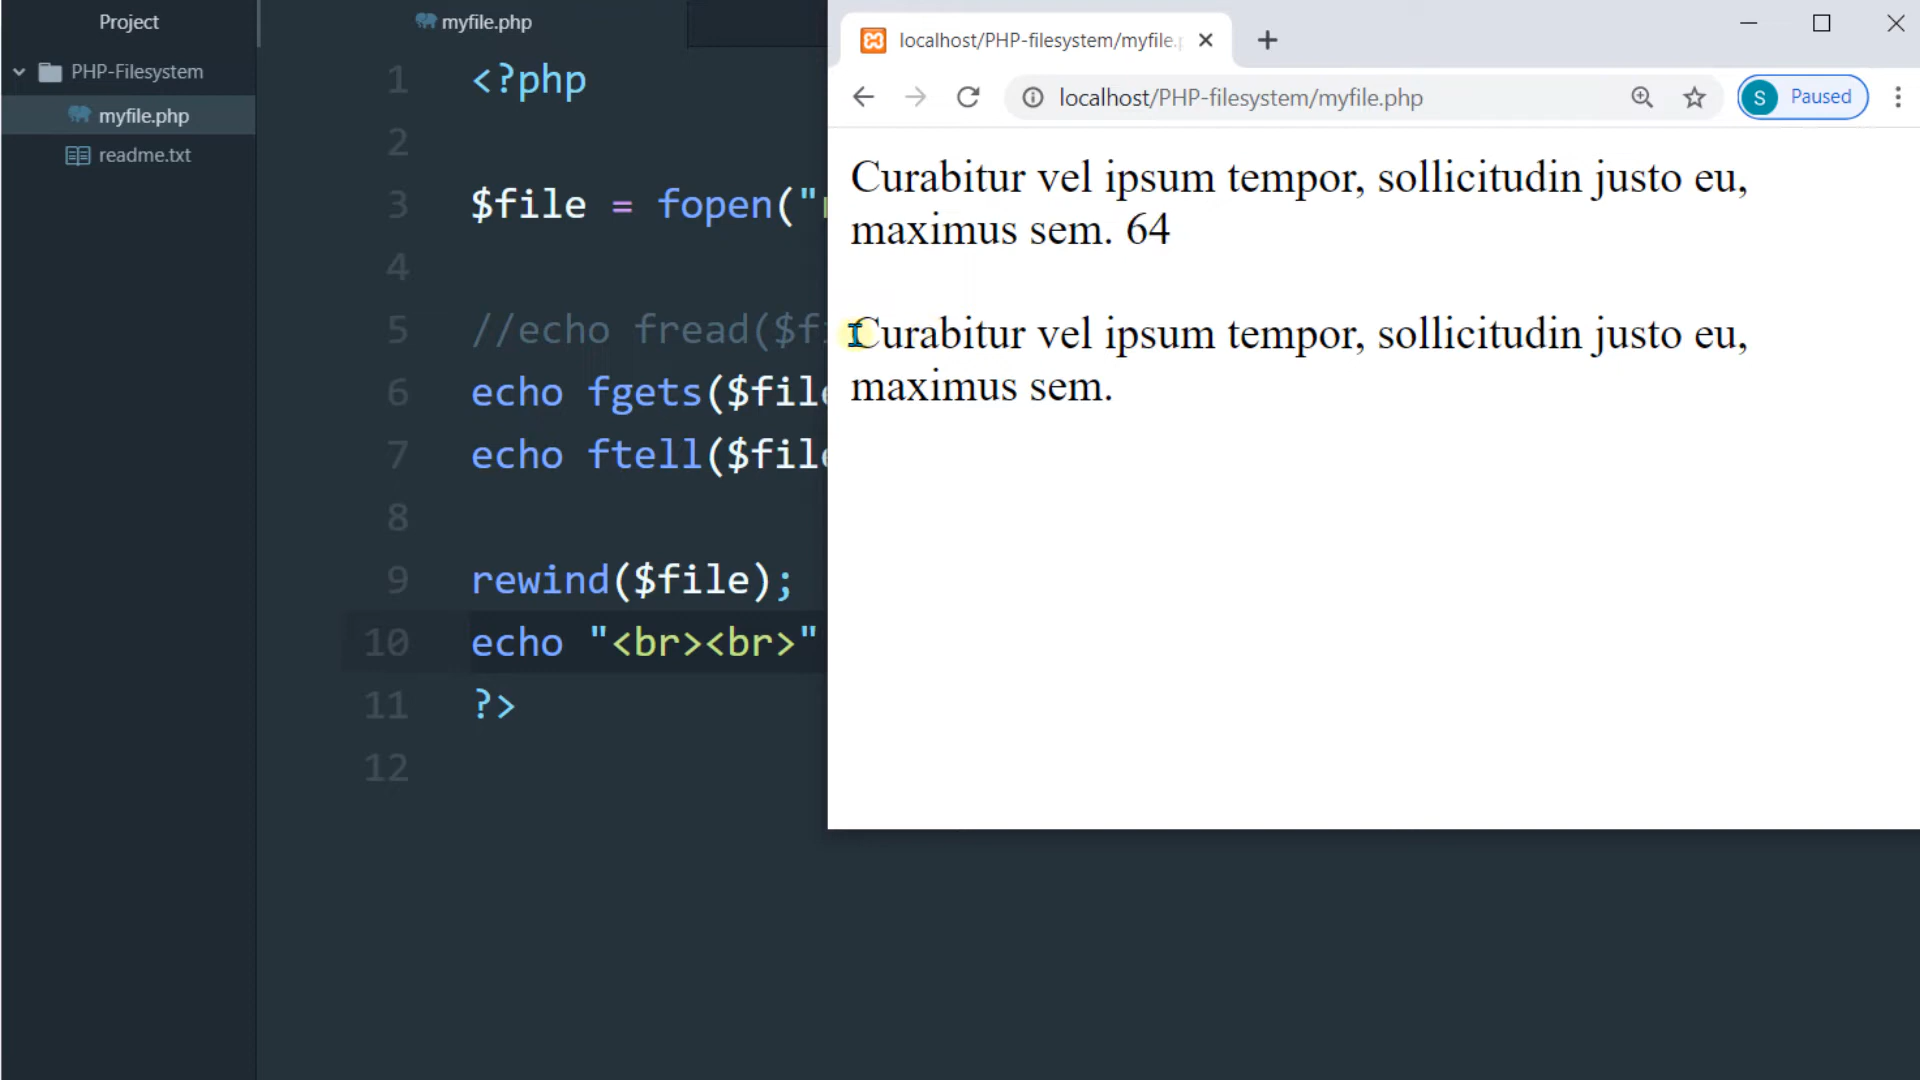 Project
PHP-Filesystem
myfile.php
readme.txt
myfile.php
1 <?php
2
3 $file = fopen("
4
5 //echo fread($fi
6 echo fgets($file
7 echo ftell($file
8
9 rewind($file);
10 echo "<br><br>"
11 ?>
12
localhost/PHP-filesystem/myfile.p
localhost/PHP-filesystem/myfile.php
S Paused
Curabitur vel ipsum tempor, sollicitudin justo eu,
maximus sem. 64
Curabitur vel ipsum tempor, sollicitudin justo eu,
maximus sem.